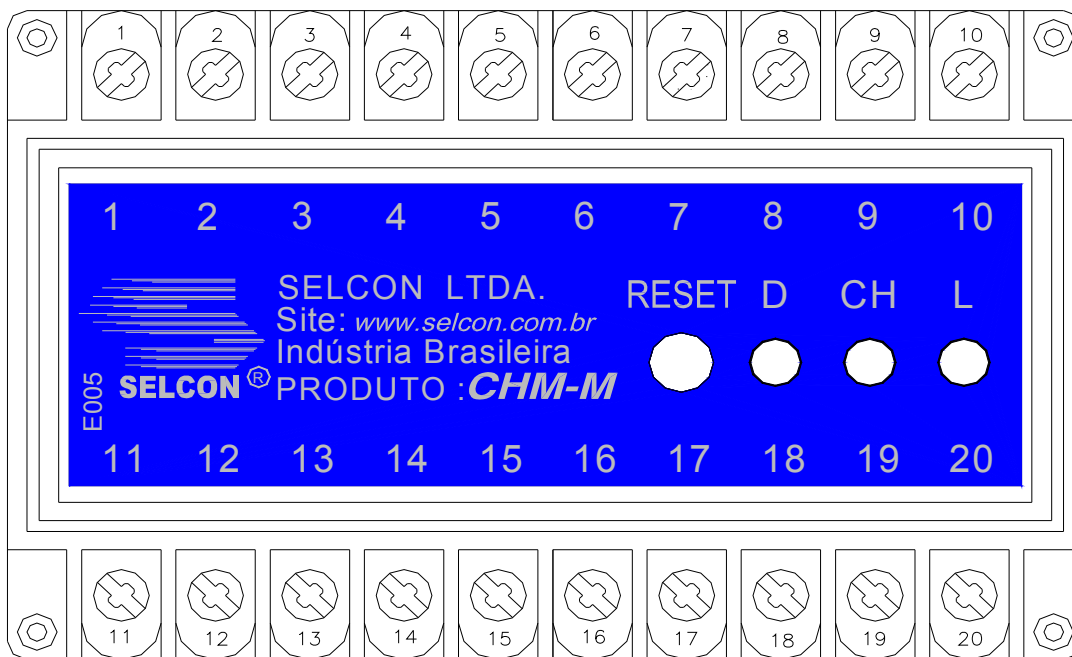 1 2 3 4 5 6 7 8 9 10
1 2 3 4 5 6 7 8 9 10
SELCON LTDA.
Site: www.selcon.com.br
Indústria Brasileira
PRODUTO : CHM-M
SELCON ®
E005
RESET D CH L
11 12 13 14 15 16 17 18 19 20
11 12 13 14 15 16 17 18 19 20